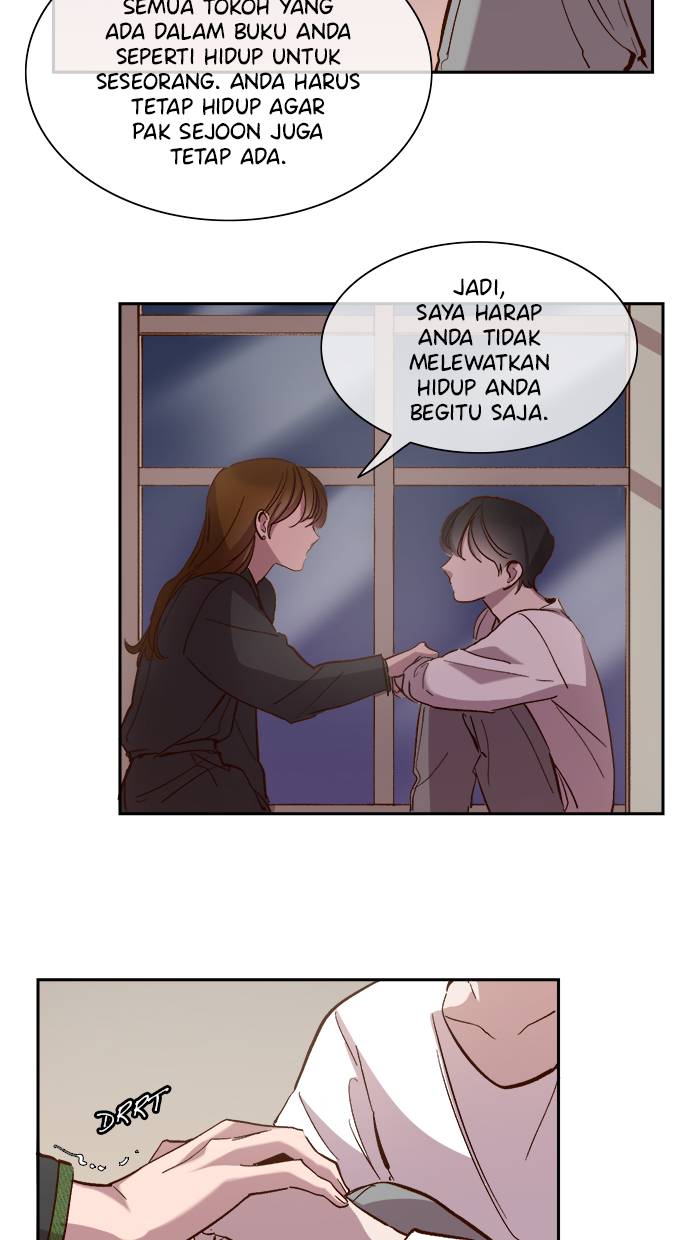 SEMUA TOKOH YANG
ADA DALAM BUKU ANDA
SEPERTI HIDUP UNTUK
SESEORANG. ANDA HARUS
TETAP HIDUP AGAR
PAK SEJOON JUGA
TETAP ADA.
JADI,
SAYA HARAP
ANDA TIDAK
MELEWATKAN
HIDUP ANDA
BEGITU SAJA.
DRRT